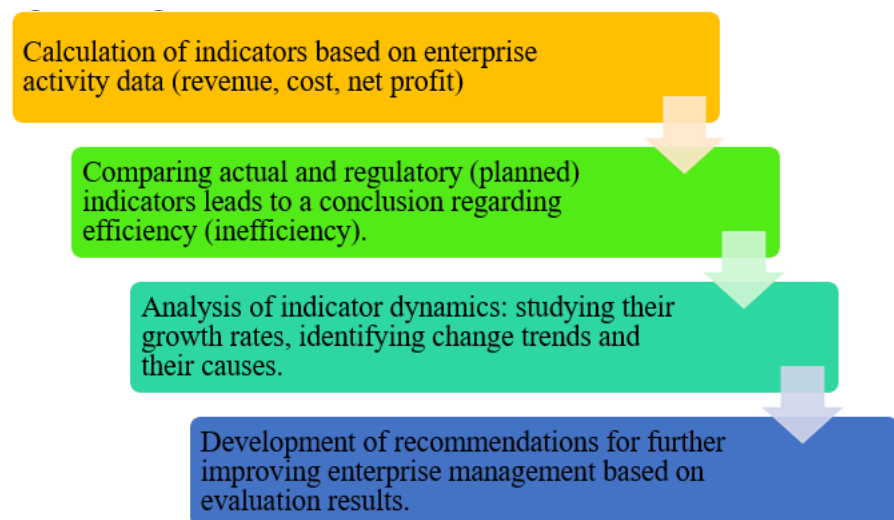 Calculation of indicators based on enterprise
activity data (revenue, cost, net profit)
Comparing actual and regulatory (planned)
indicators leads to a conclusion regarding
efficiency (inefficiency).
Analysis of indicator dynamics: studying their
growth rates, identifying change trends and
their causes.
Development of recommendations for further
improving enterprise management based on
evaluation results.